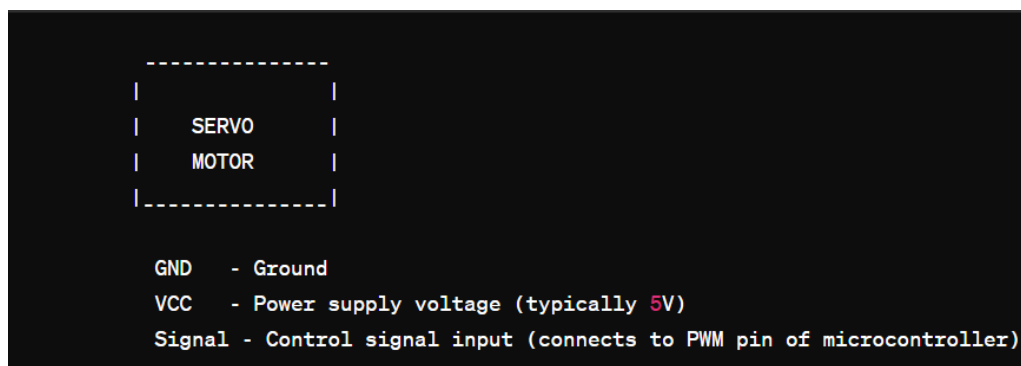 ---------------
|               |
|    SERVO      |
|    MOTOR      |
|_______________|
GND   - Ground
VCC   - Power supply voltage (typically 5V)
Signal - Control signal input (connects to PWM pin of microcontroller)